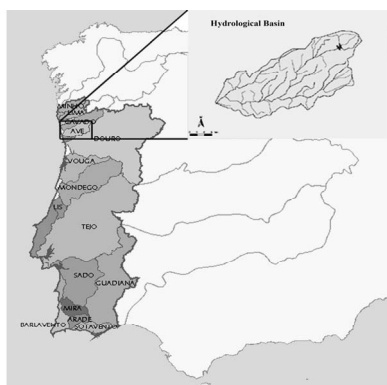 Hydrological Basin
MINHO
LIMA
CAVADO
AVE
DOURO
VOUGA
MONDEGO
LIS
TEJO
SADO
GUADIANA
MIRA
ARADE
BARLAVENTO
SOTAVENTO